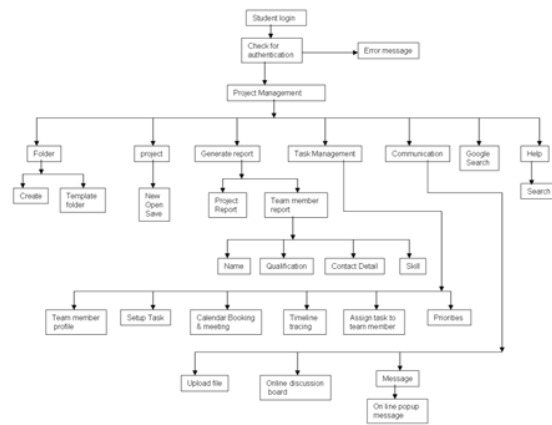 Student login
Check for
authentication
Error message
Project Management
Folder
project
Generate report
Task Management
Communication
Google
Search
Help
Create
Template
folder
New
Open
Save
Project
Report
Team member
report
Search
Name
Qualification
Contact Detail
Skill
Team member
profile
Setup Task
Calendar Booking
& meeting
Timeline
tracing
Assign task to
team member
Priorities
Upload file
Online discussion
board
Message
On line popup
message